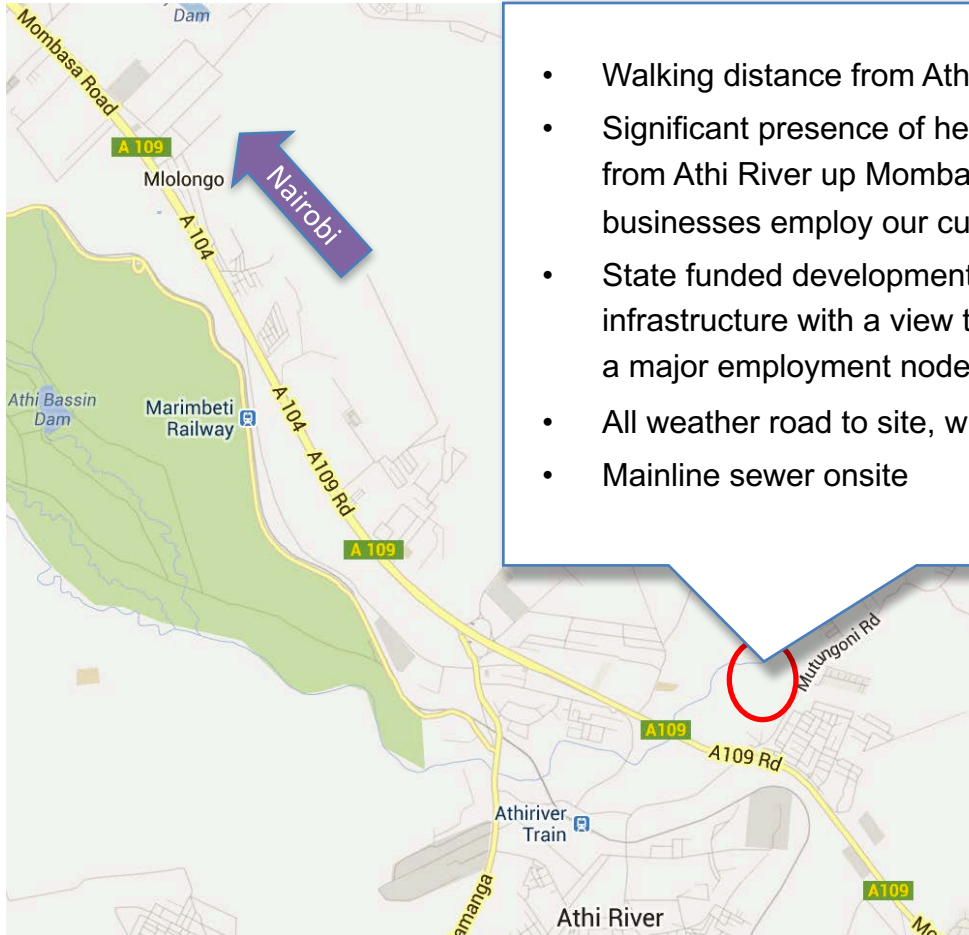 Dam
Mombasa Road
A 109
Mlolongo
Nairobi
A 104
• Walking distance from Ath
• Significant presence of he
from Athi River up Momba
businesses employ our cu
• State funded development
infrastructure with a view t
a major employment node
• All weather road to site, w
• Mainline sewer onsite
Athi Bassin
Dam
Marimbeti
Railway
A 104
A109 Rd
A 109
Mutungoni Rd
A109
A109 Rd
Athiriver
Train
amanga
Athi River
A109
Mo